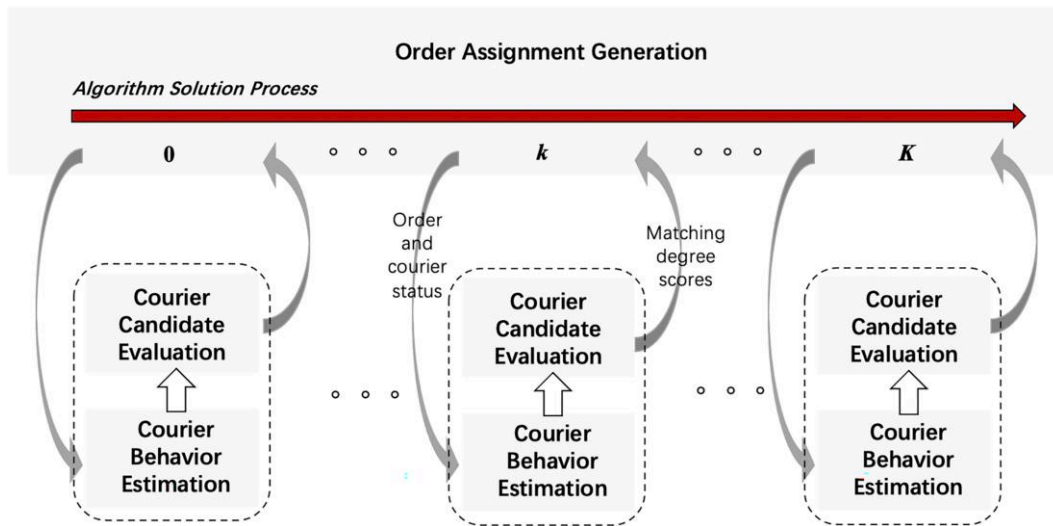 Order Assignment Generation
Algorithm Solution Process
0
k
K
Order
and
courier
status
Matching
degree
scores
Courier
Candidate
Evaluation
Courier
Behavior
Estimation
Courier
Candidate
Evaluation
Courier
Behavior
Estimation
Courier
Candidate
Evaluation
Courier
Behavior
Estimation